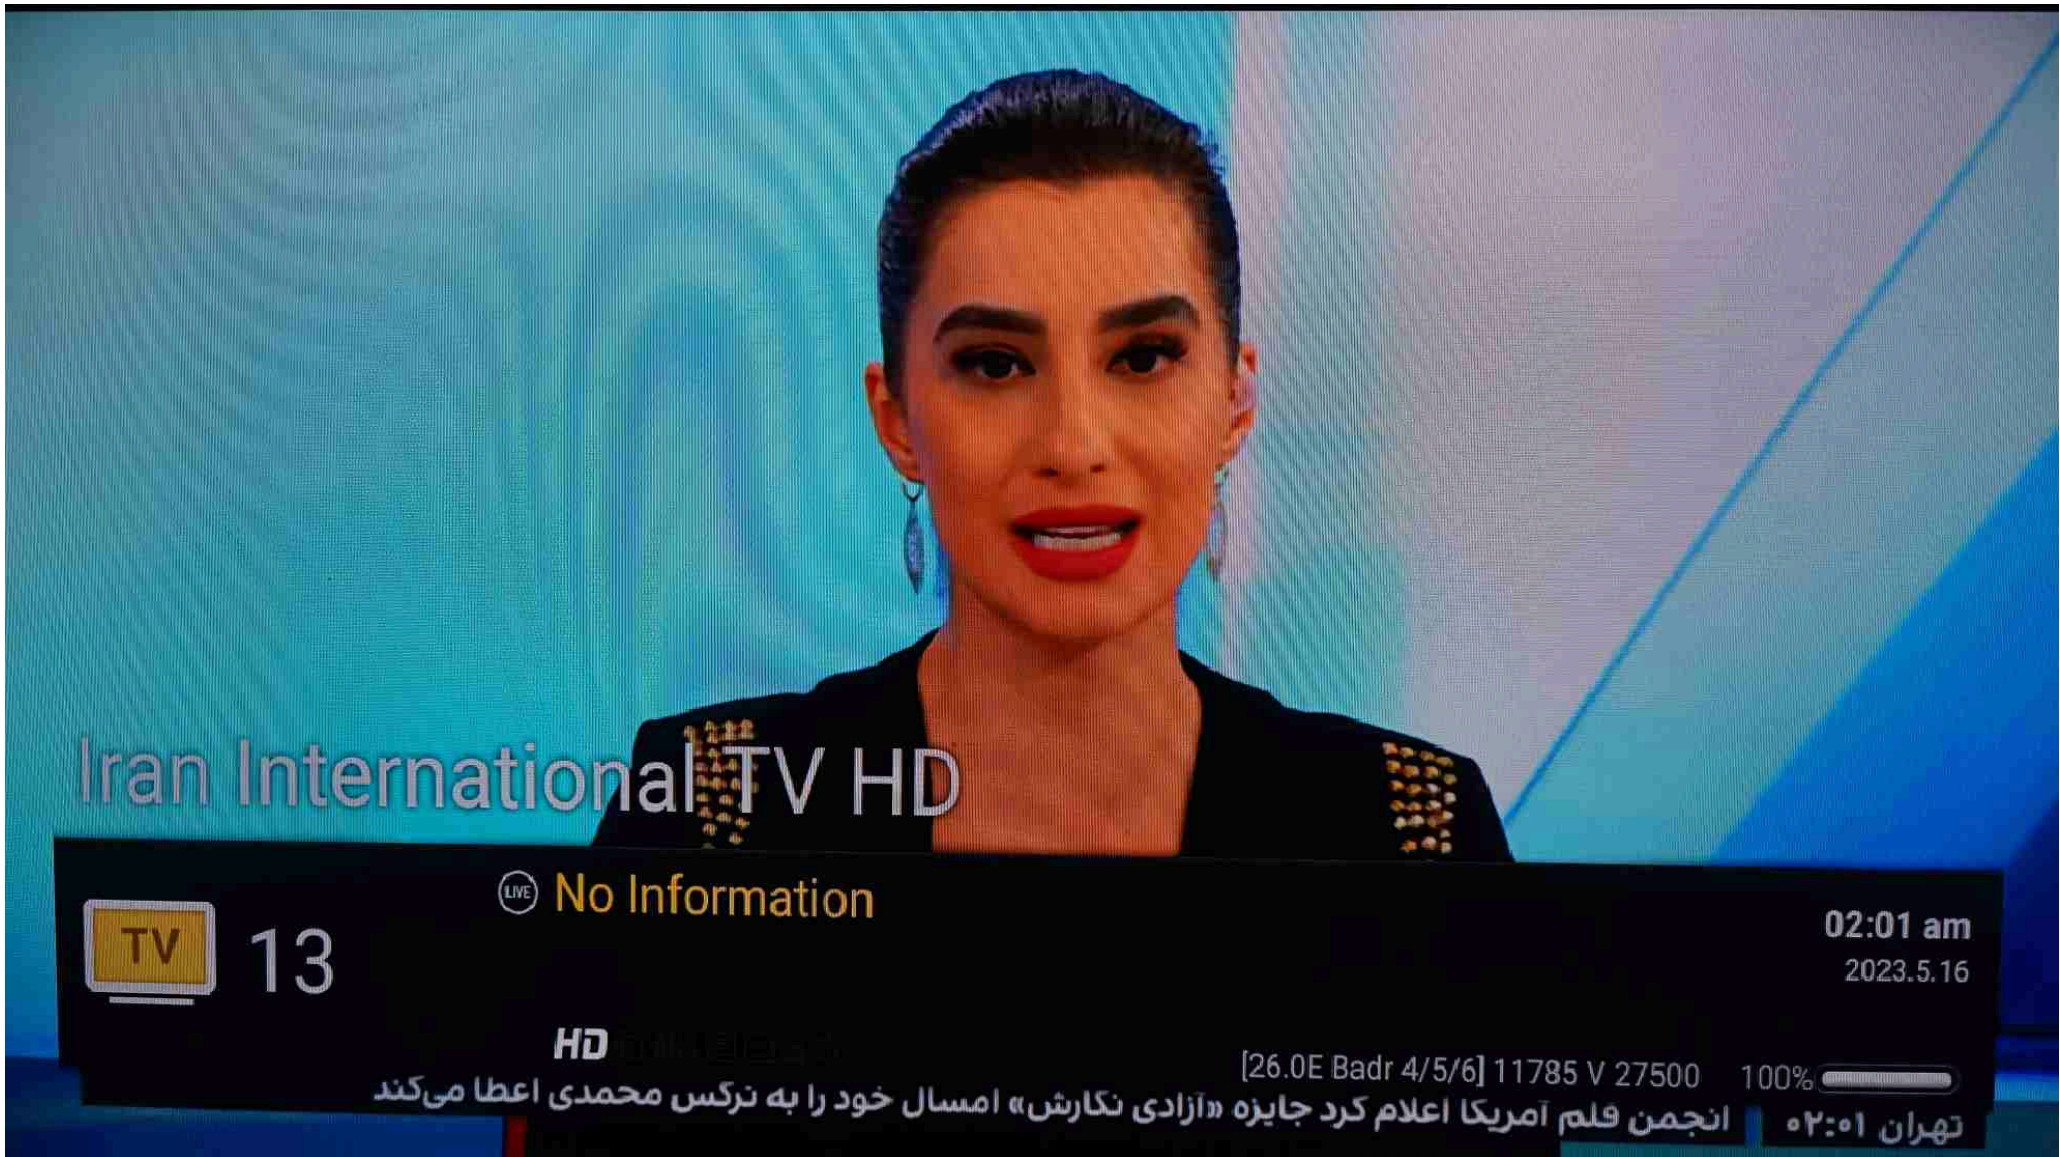 Iran International TV HD
LIVE No Information
TV 13
02:01 am
2023.5.16
HD
[26.0E Badr 4/5/6] 11785 V 27500 100%
انجمن قلم آمریکا اعلام کرد جایزه «آزادی نگارش» امسال خود را به نرگس محمدی اعطا می‌کند
تهران ۰۲:۰۱